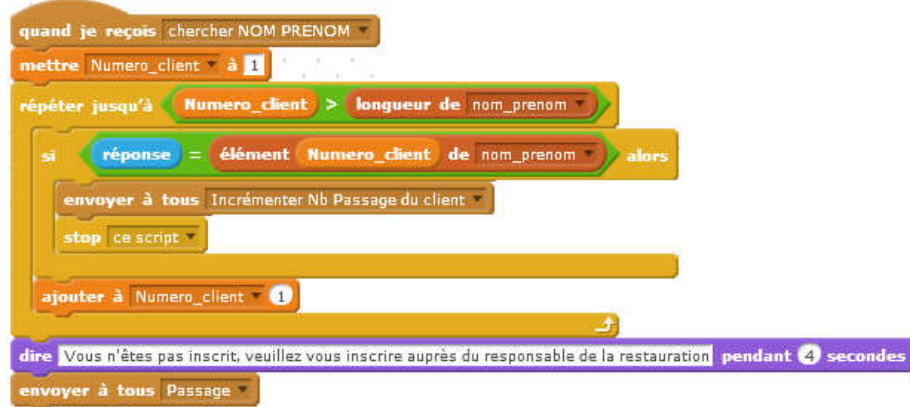 quand je reçois chercher NOM PRENOM
mettre Numero_client à 1
répéter jusqu'à Numero_client > longueur de nom_prenom
si réponse = élément Numero_client de nom_prenom alors
envoyer à tous Incrémenter Nb Passage du client
stop ce script
ajouter à Numero_client 1
dire Vous n'êtes pas inscrit, veuillez vous inscrire auprès du responsable de la restauration pendant 4 secondes
envoyer à tous Passage